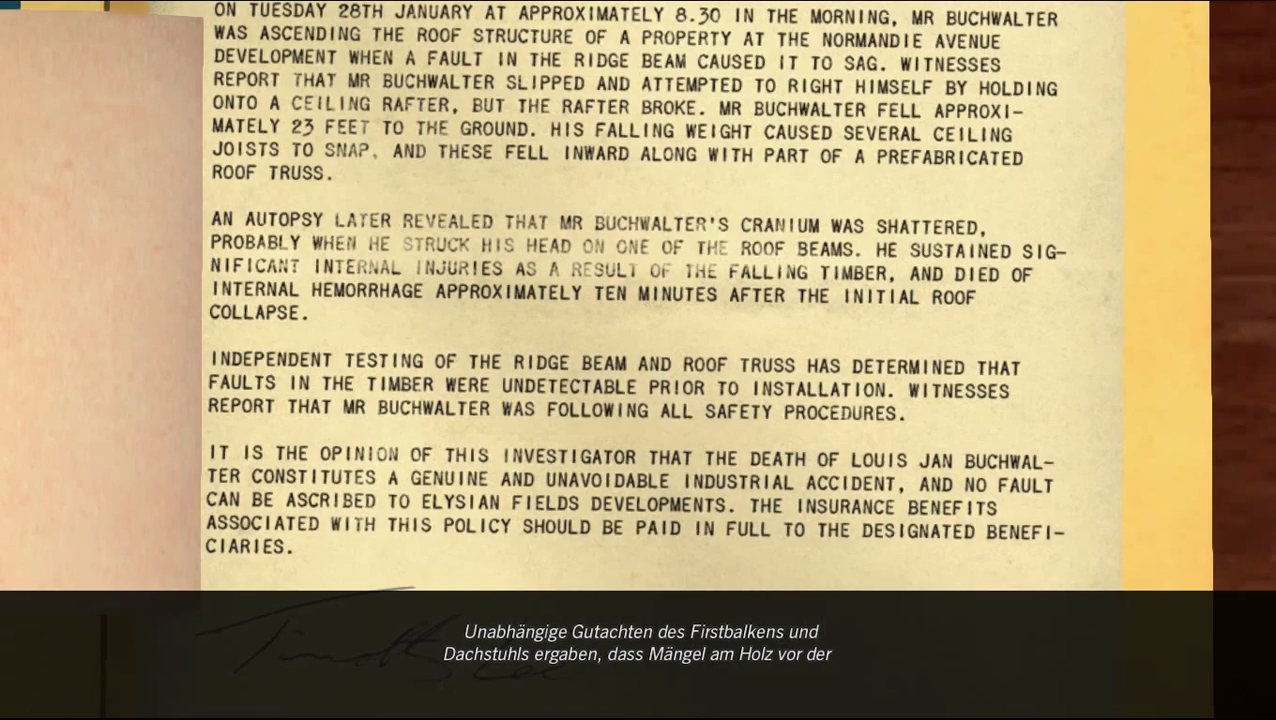 ON TUESDAY 28TH JANUARY AT APPROXIMATELY 8.30 IN THE MORNING, MR BUCHWALTER
WAS ASCENDING THE ROOF STRUCTURE OF A PROPERTY AT THE NORMANDIE AVENUE
DEVELOPMENT WHEN A FAULT IN THE RIDGE BEAM CAUSED IT TO SAG. WITNESSES
REPORT THAT MR BUCHWALTER SLIPPED AND ATTEMPTED TO RIGHT HIMSELF BY HOLDING
ONTO A CEILING RAFTER, BUT THE RAFTER BROKE. MR BUCHWALTER FELL APPROXI-
MATELY 23 FEET TO THE GROUND. HIS FALLING WEIGHT CAUSED SEVERAL CEILING
JOISTS TO SNAP, AND THESE FELL INWARD ALONG WITH PART OF A PREFABRICATED
ROOF TRUSS.
AN AUTOPSY LATER REVEALED THAT MR BUCHWALTER'S CRANIUM WAS SHATTERED,
PROBABLY WHEN HE STRUCK HIS HEAD ON ONE OF THE ROOF BEAMS. HE SUSTAINED SIG-
NIFICANT INTERNAL INJURIES AS A RESULT OF THE FALLING TIMBER, AND DIED OF
INTERNAL HEMORRHAGE APPROXIMATELY TEN MINUTES AFTER THE INITIAL ROOF
COLLAPSE.
INDEPENDENT TESTING OF THE RIDGE BEAM AND ROOF TRUSS HAS DETERMINED THAT
FAULTS IN THE TIMBER WERE UNDETECTABLE PRIOR TO INSTALLATION. WITNESSES
REPORT THAT MR BUCHWALTER WAS FOLLOWING ALL SAFETY PROCEDURES.
IT IS THE OPINION OF THIS INVESTIGATOR THAT THE DEATH OF LOUIS JAN BUCHWAL-
TER CONSTITUTES A GENUINE AND UNAVOIDABLE INDUSTRIAL ACCIDENT, AND NO FAULT
CAN BE ASCRIBED TO ELYSIAN FIELDS DEVELOPMENTS. THE INSURANCE BENEFITS
ASSOCIATED WITH THIS POLICY SHOULD BE PAID IN FULL TO THE DESIGNATED BENEFI-
CIARIES.
Unabhängige Gutachten des Firstbalkens und
Dachstuhls ergaben, dass Mängel am Holz vor der